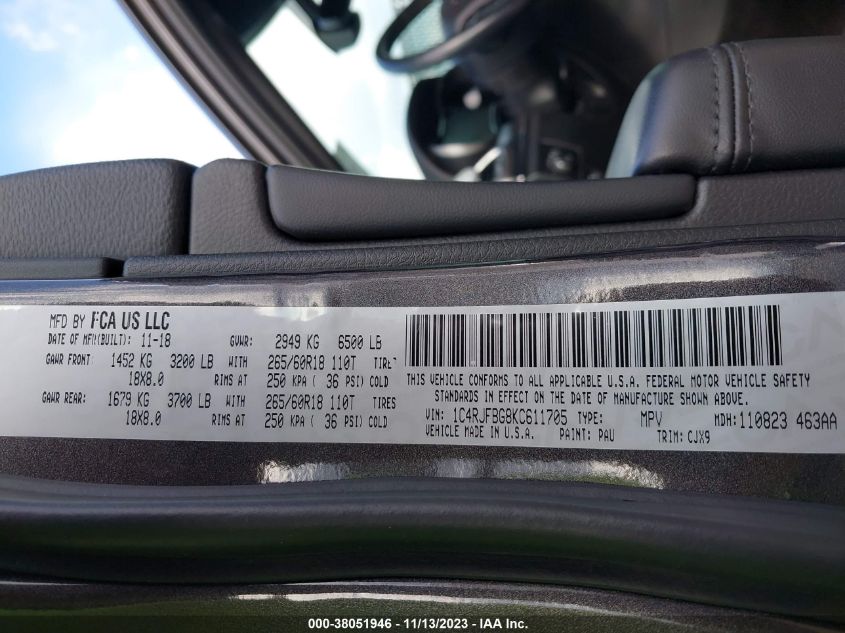 MFD BY FCA US LLC
DATE OF MFR(BUILT): 11-18 GVWR: 2949 KG 6500 LB
GAWR FRONT: 1452 KG 3200 LB WITH 265/60R18 110T TIRES
18X8.0 RIMS AT 250 KPA ( 36 PSI) COLD
GAWR REAR: 1679 KG 3700 LB WITH 265/60R18 110T TIRES
18X8.0 RIMS AT 250 KPA ( 36 PSI) COLD
THIS VEHICLE CONFORMS TO ALL APPLICABLE U.S.A. FEDERAL MOTOR VEHICLE SAFETY
STANDARDS IN EFFECT ON THE DATE OF MANUFACTURE SHOWN ABOVE.
VIN: 1C4RJFBG8KC611705 TYPE: MPV MDH: 110823 463AA
VEHICLE MADE IN U.S.A. PAINT: PAU TRIM: CJX9
000-38051946 - 11/13/2023 - IAA Inc.